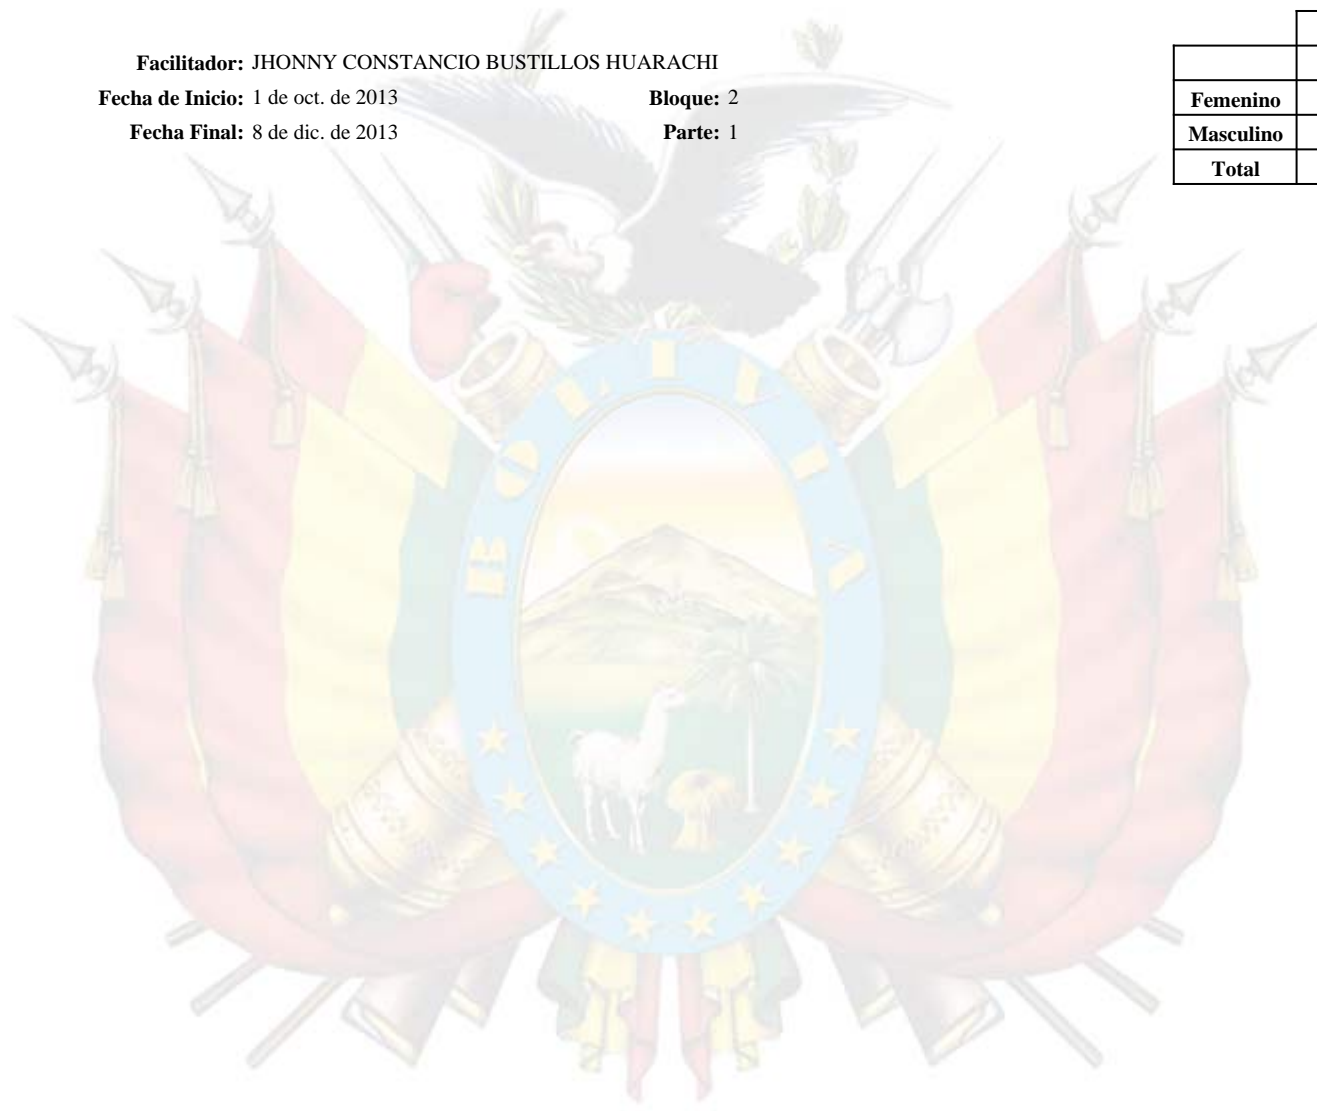 Facilitador: JHONNY CONSTANCIO BUSTILLOS HUARACHI
Fecha de Inicio: 1 de oct. de 2013 Bloque: 2
Fecha Final: 8 de dic. de 2013 Parte: 1
Femenino
Masculino
Total
BOLIVIA